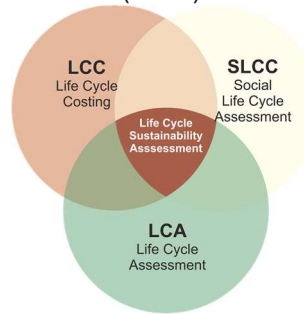 LCC
Life Cycle
Costing
SLCC
Social
Life Cycle
Assessment
Life Cycle
Sustainability
Asssessment
LCA
Life Cycle
Assessment